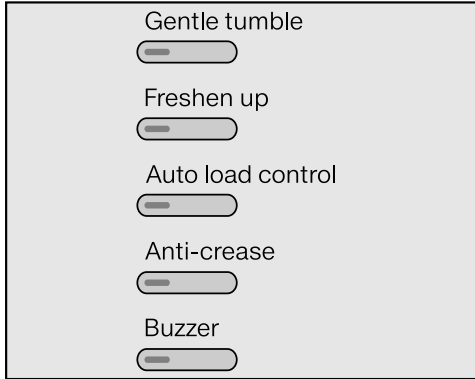 Gentle tumble
Freshen up
Auto load control
Anti-crease
Buzzer